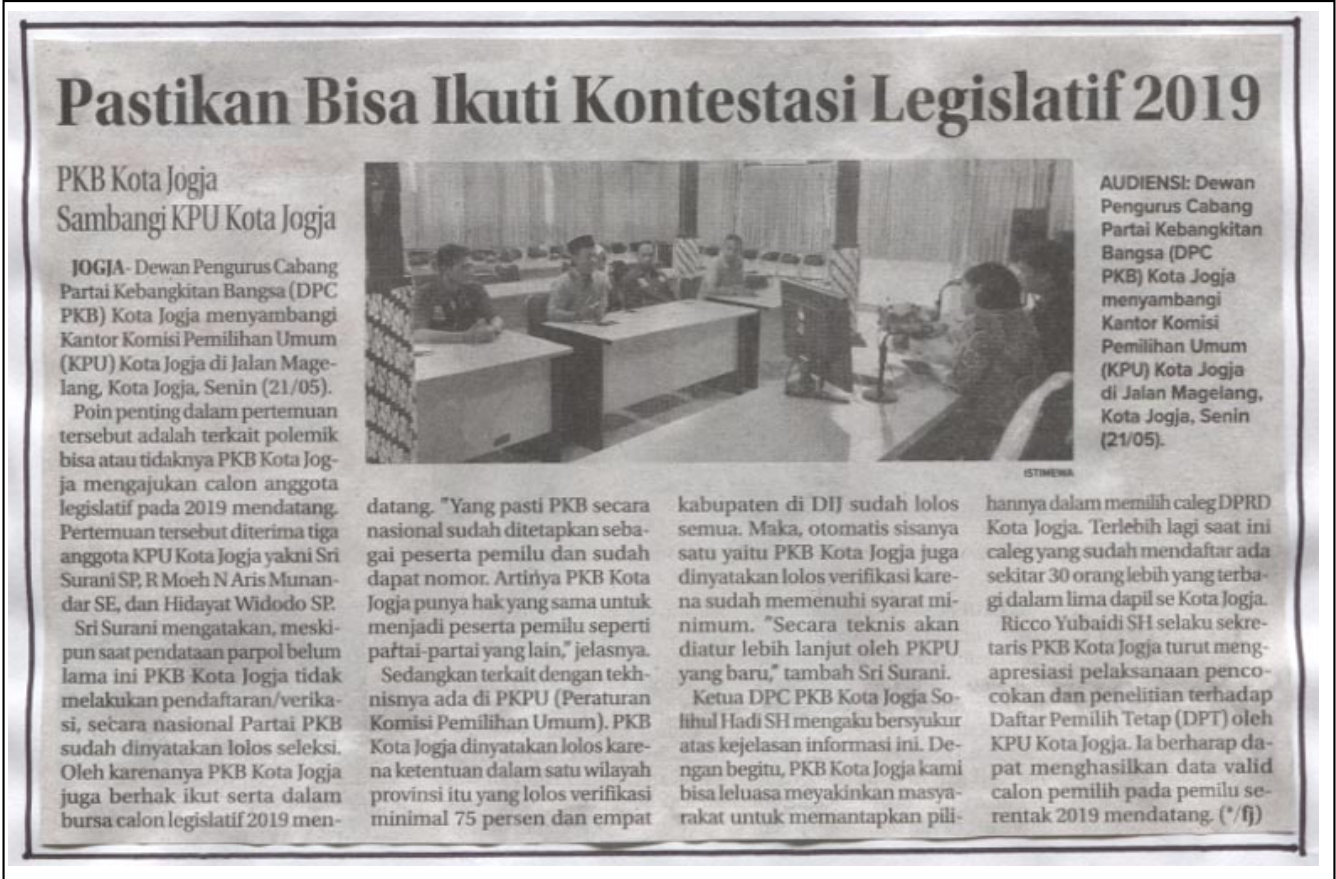 Pastikan Bisa Ikuti Kontestasi Legislatif 2019
PKB Kota Jogja
Sambangi KPU Kota Jogja
JOGJA- Dewan Pengurus Cabang
Partai Kebangkitan Bangsa (DPC
PKB) Kota Jogja menyambangi
Kantor Komisi Pemilihan Umum
(KPU) Kota Jogja di Jalan Mage-
lang, Kota Jogja, Senin (21/05).
Poin penting dalam pertemuan
tersebut adalah terkait polemik
bisa atau tidaknya PKB Kota Jog-
ja mengajukan calon anggota
legislatif pada 2019 mendatang.
Pertemuan tersebut diterima tiga
anggota KPU Kota Jogja yakni Sri
Surani SP, R Moeh N Aris Munan-
dar SE, dan Hidayat Widodo SP.
Sri Surani mengatakan, meski-
pun saat pendataan parpol belum
lama ini PKB Kota Jogja tidak
melakukan pendaftaran/verika-
si, secara nasional Partai PKB
sudah dinyatakan lolos seleksi.
Oleh karenanya PKB Kota Jogja
juga berhak ikut serta dalam
bursa calon legislatif 2019 men-
datang. "Yang pasti PKB secara
nasional sudah ditetapkan seba-
gai peserta pemilu dan sudah
dapat nomor. Artinya PKB Kota
Jogja punya hak yang sama untuk
menjadi peserta pemilu seperti
partai-partai yang lain," jelasnya.
Sedangkan terkait dengan tekh-
nisnya ada di PKPU (Peraturan
Komisi Pemilihan Umum). PKB
Kota Jogja dinyatakan lolos kare-
na ketentuan dalam satu wilayah
provinsi itu yang lolos verifikasi
minimal 75 persen dan empat
kabupaten di DIJ sudah lolos
semua. Maka, otomatis sisanya
satu yaitu PKB Kota Jogja juga
dinyatakan lolos verifikasi kare-
na sudah memenuhi syarat mi-
nimum. "Secara teknis akan
diatur lebih lanjut oleh PKPU
yang baru," tambah Sri Surani.
Ketua DPC PKB Kota Jogja So-
lihul Hadi SH mengaku bersyukur
atas kejelasan informasi ini. De-
ngan begitu, PKB Kota Jogja kami
bisa leluasa meyakinkan masya-
rakat untuk memantapkan pili-
hannya dalam memilih caleg DPRD
Kota Jogja. Terlebih lagi saat ini
caleg yang sudah mendaftar ada
sekitar 30 orang lebih yang terba-
gi dalam lima dapil se Kota Jogja.
Ricco Yubaidi SH selaku sekre-
taris PKB Kota Jogja turut meng-
apresiasi pelaksanaan penco-
cokan dan penelitian terhadap
Daftar Pemilih Tetap (DPT) oleh
KPU Kota Jogja. Ia berharap da-
pat menghasilkan data valid
calon pemilih pada pemilu se-
rentak 2019 mendatang. (*/fj)
ISTIMEWA
AUDIENSI: Dewan
Pengurus Cabang
Partai Kebangkitan
Bangsa (DPC
PKB) Kota Jogja
menyambangi
Kantor Komisi
Pemilihan Umum
(KPU) Kota Jogja
di Jalan Magelang,
Kota Jogja, Senin
(21/05).